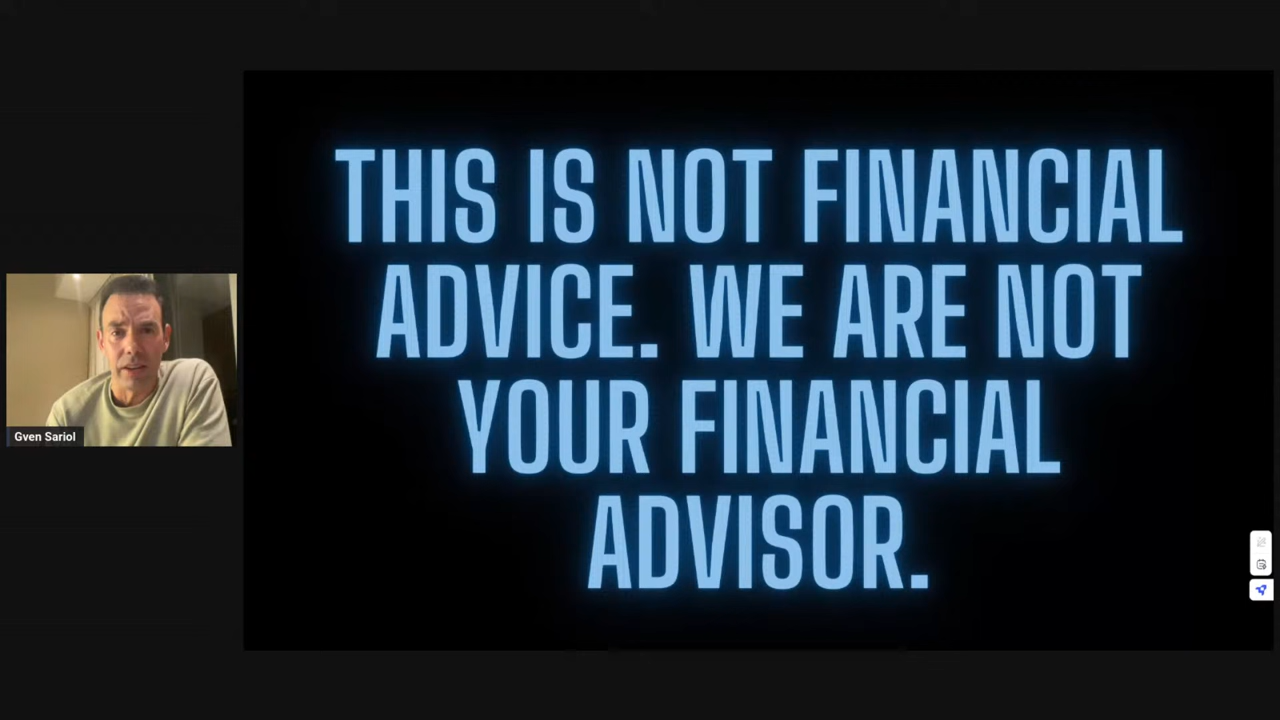 THIS IS NOT FINANCIAL
ADVICE. WE ARE NOT
YOUR FINANCIAL
ADVISOR.
Gven Sariol